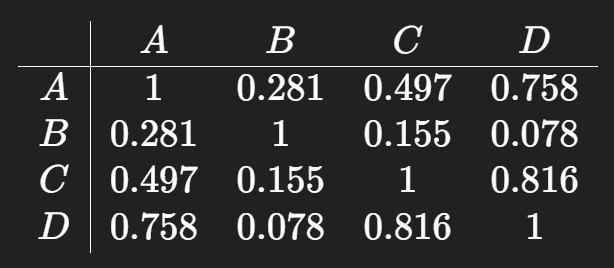 A B C D
A 1 0.281 0.497 0.758
B 0.281 1 0.155 0.078
C 0.497 0.155 1 0.816
D 0.758 0.078 0.816 1